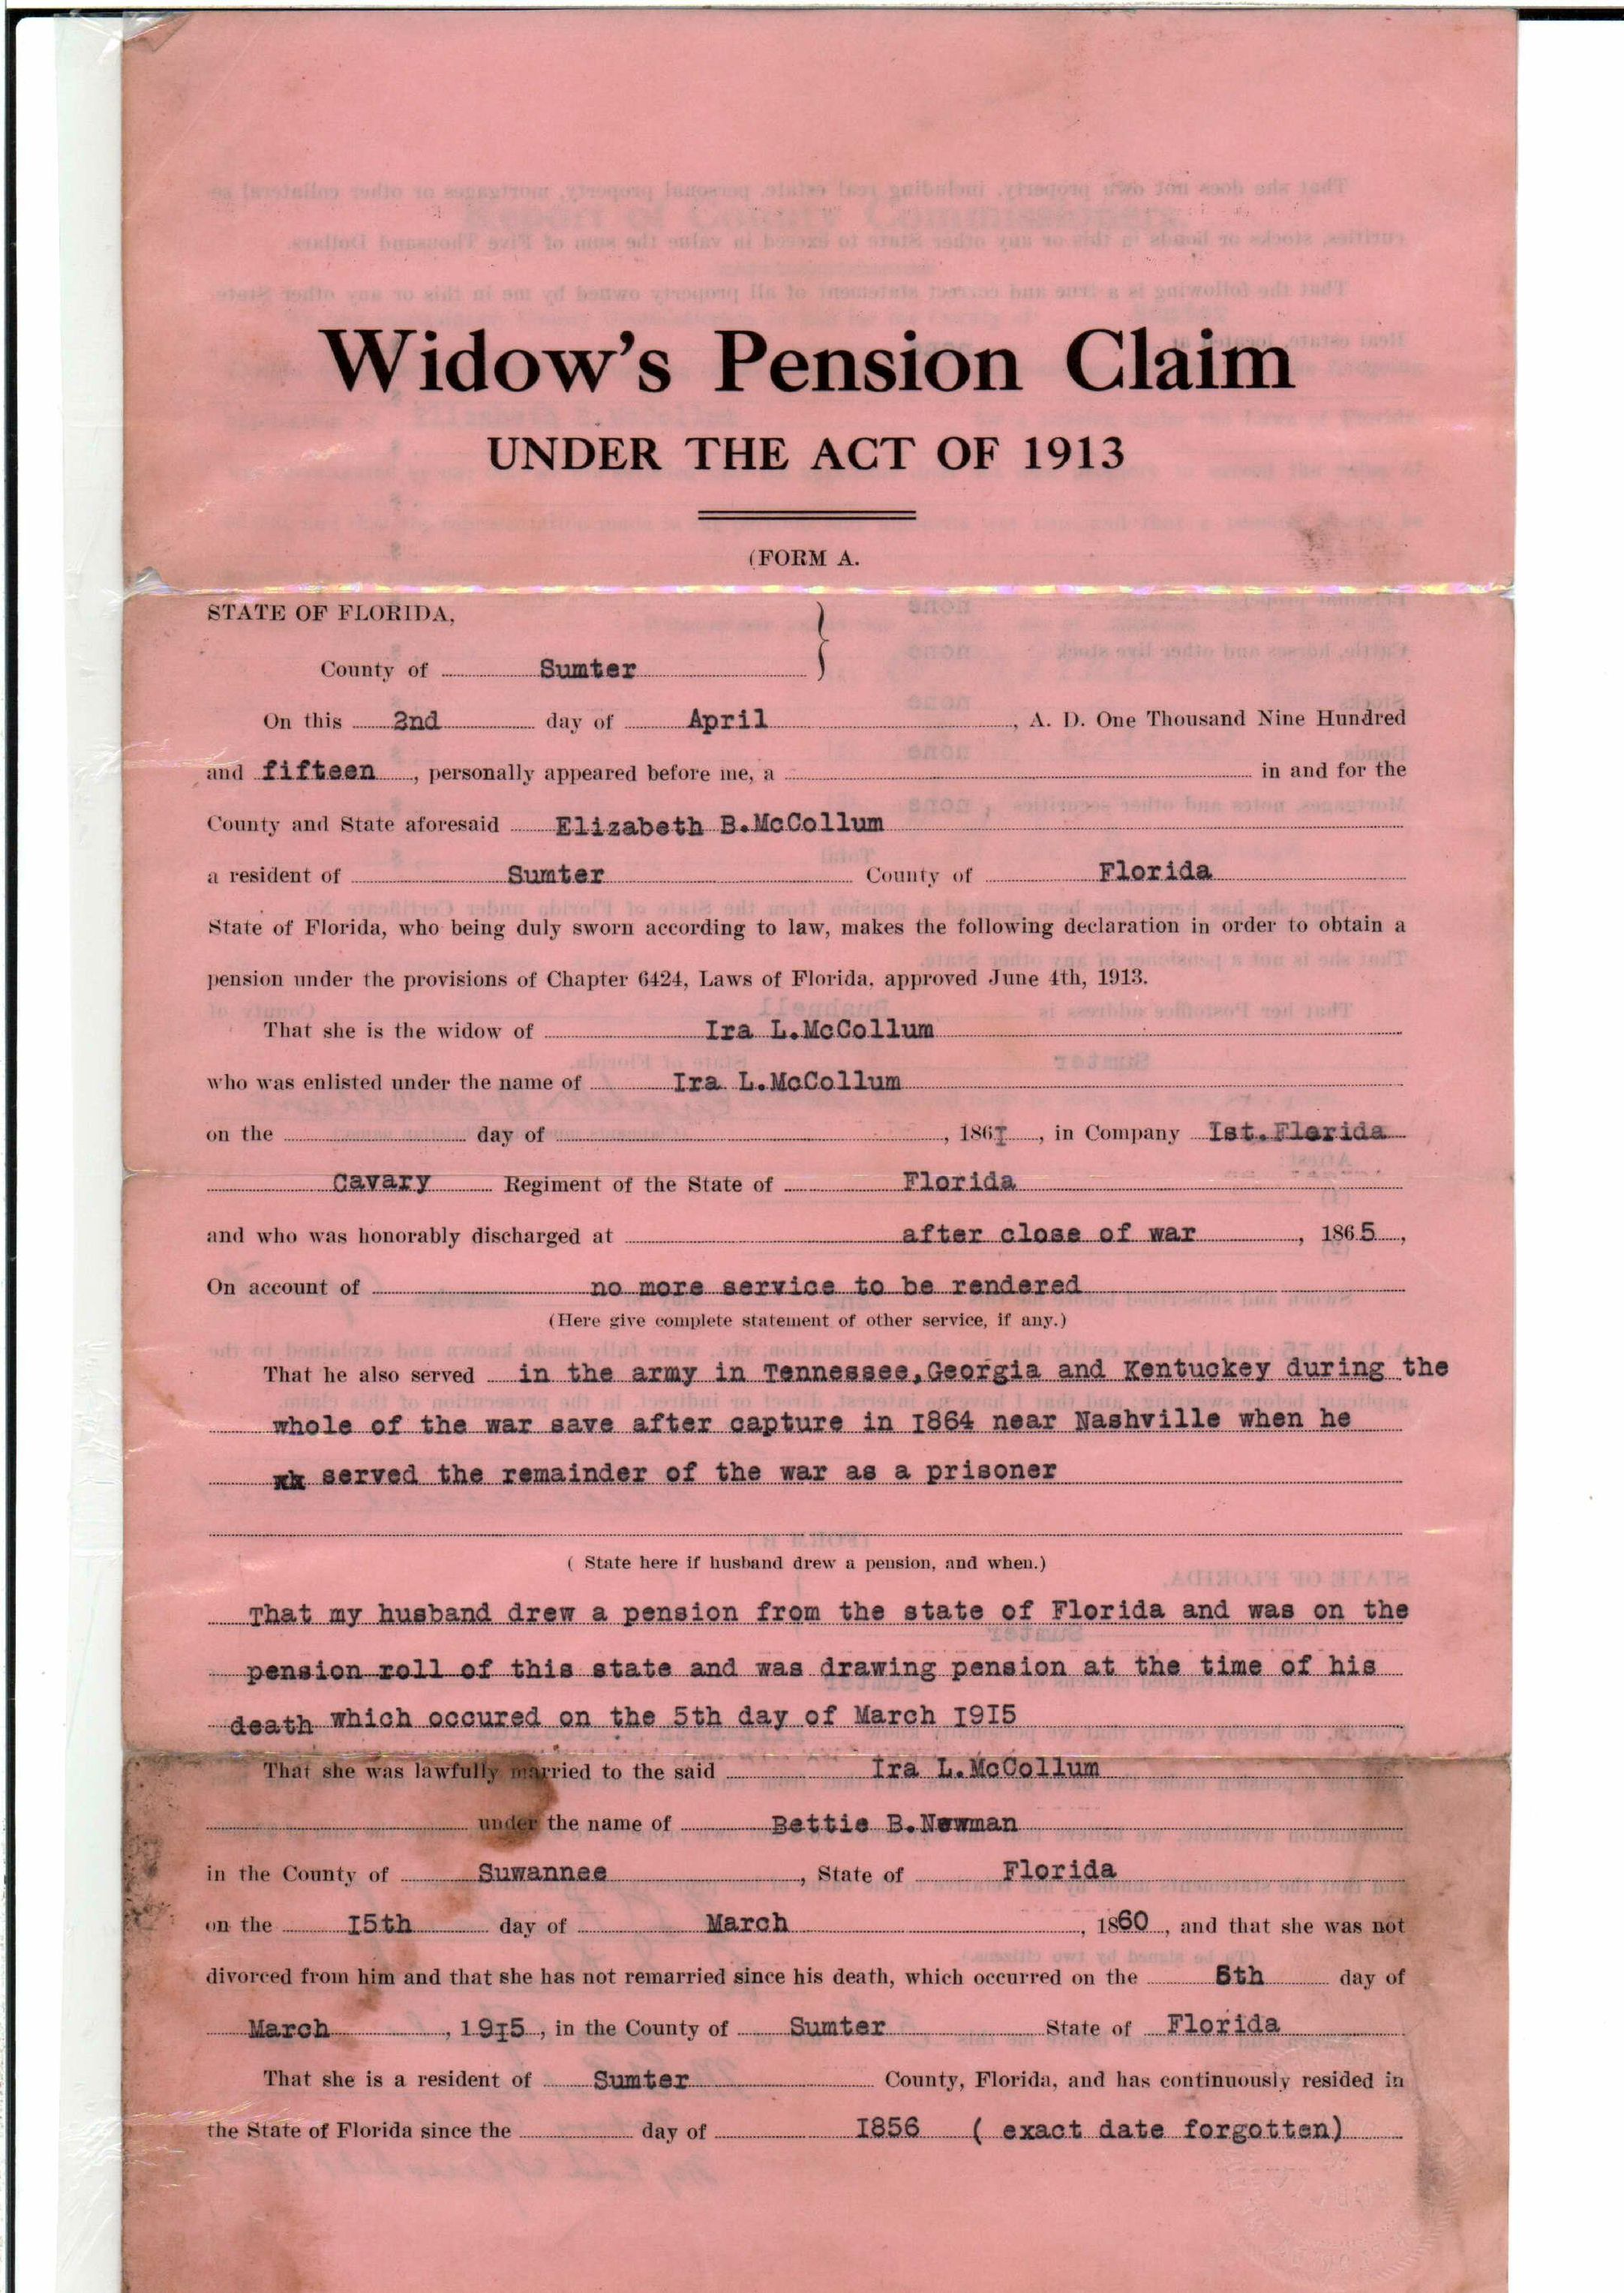 Widow's Pension Claim
UNDER THE ACT OF 1913
(FORM A.
STATE OF FLORIDA,
County of Sumter
On this 2nd day of April, A. D. One Thousand Nine Hundred
and fifteen, personally appeared before me, a in and for the
County and State aforesaid Elizabeth B.McCollum
a resident of Sumter County of Florida
State of Florida, who being duly sworn according to law, makes the following declaration in order to obtain a
pension under the provisions of Chapter 6424, Laws of Florida, approved June 4th, 1913.
That she is the widow of Ira L.McCollum
who was enlisted under the name of Ira L.McCollum
on the day of , 186I, in Company Ist.Florida
Cavary Regiment of the State of Florida
and who was honorably discharged at after close of war, 1865,
On account of no more service to be rendered
(Here give complete statement of other service, if any.)
That he also served in the army in Tennessee,Georgia and Kentuckey during the
whole of the war save after capture in I864 near Nashville when he
served the remainder of the war as a prisoner
( State here if husband drew a pension, and when.)
That my husband drew a pension from the state of Florida and was on the
pension roll of this state and was drawing pension at the time of his
death which occured on the 5th day of March I9I5
That she was lawfully married to the said Ira L.McCollum
under the name of Bettie B.Newman
in the County of Suwannee, State of Florida
on the I5th day of March, 1860, and that she was not
divorced from him and that she has not remarried since his death, which occurred on the 5th day of
March, 19I5, in the County of Sumter State of Florida
That she is a resident of Sumter County, Florida, and has continuously resided in
the State of Florida since the day of I856 ( exact date forgotten)